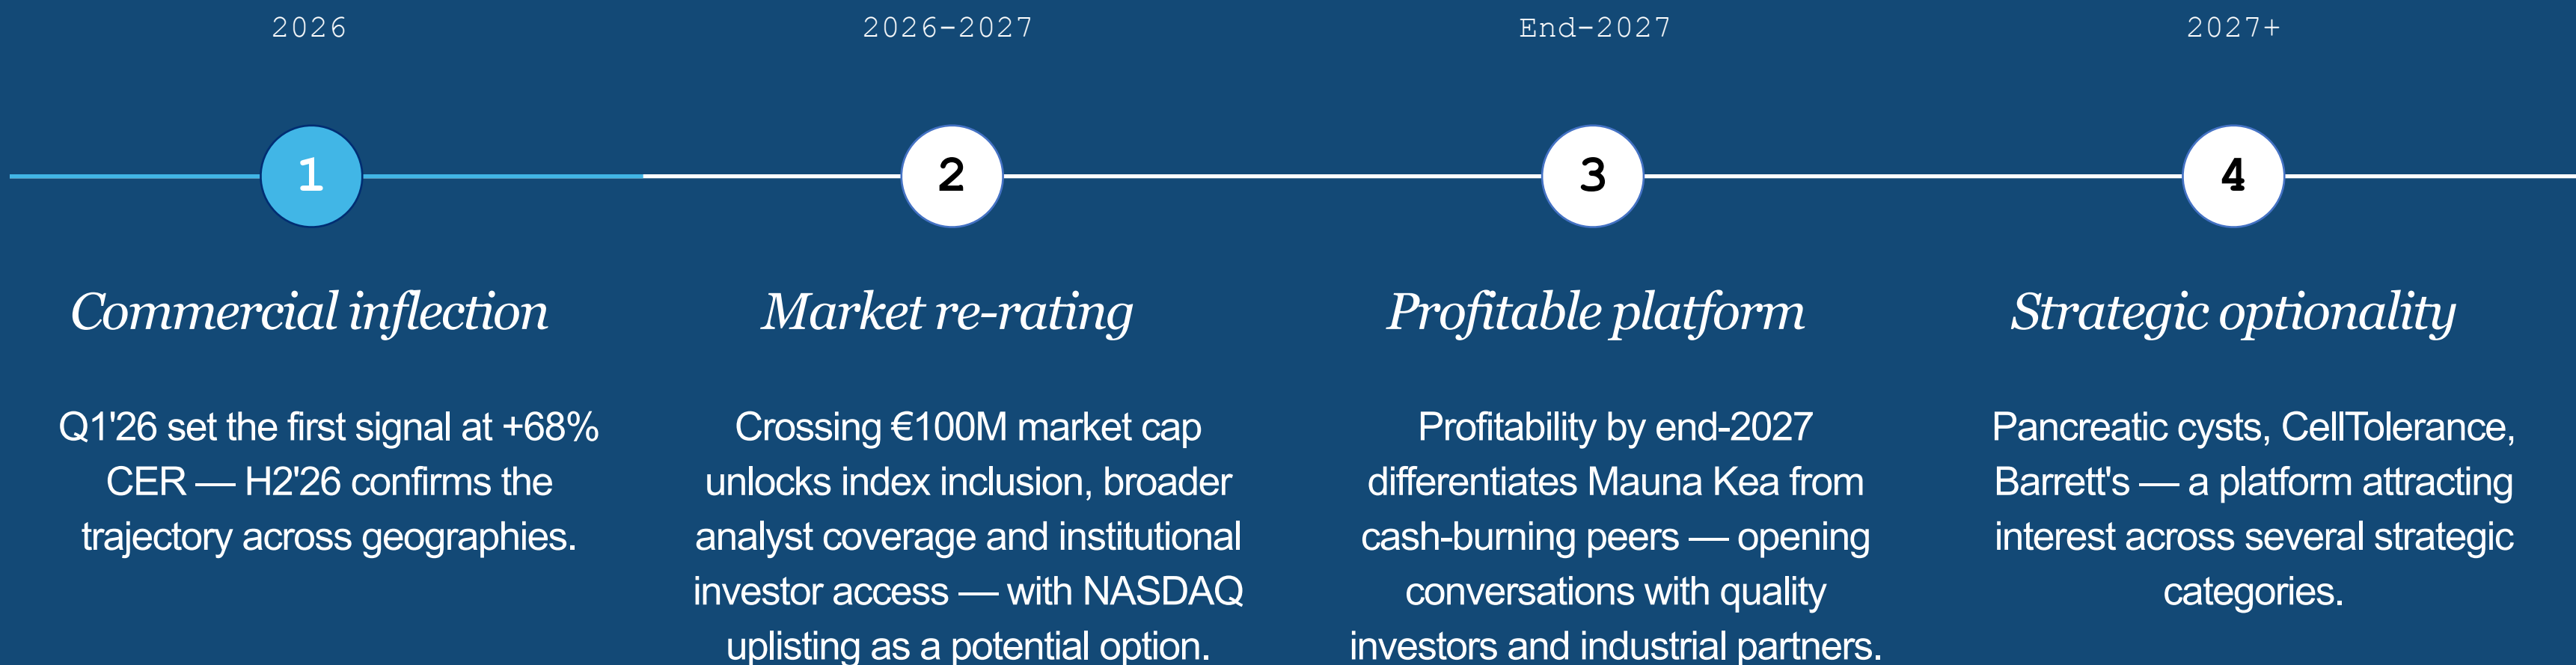 2026
2026-2027
End-2027
2027+
1
2
3
4
Commercial inflection
Market re-rating
Profitable platform
Strategic optionality
Q1'26 set the first signal at +68%
CER — H2'26 confirms the
trajectory across geographies.
Crossing €100M market cap
unlocks index inclusion, broader
analyst coverage and institutional
investor access — with NASDAQ
uplisting as a potential option.
Profitability by end-2027
differentiates Mauna Kea from
cash-burning peers — opening
conversations with quality
investors and industrial partners.
Pancreatic cysts, CellTolerance,
Barrett's — a platform attracting
interest across several strategic
categories.